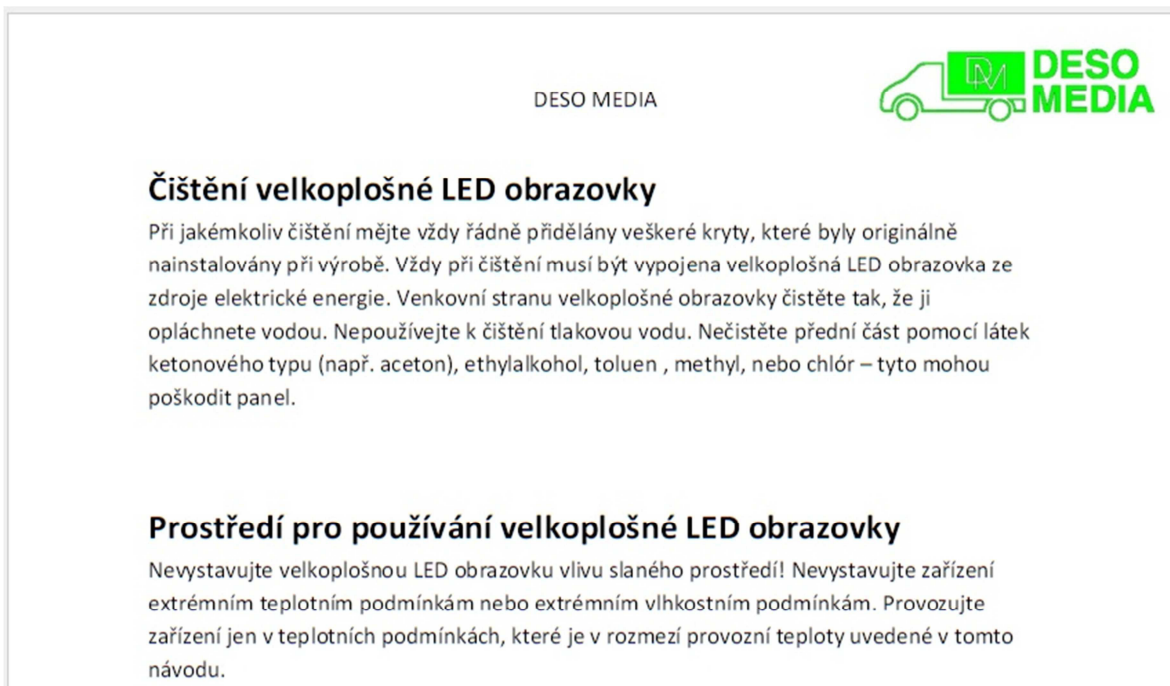 DESO MEDIA
DM DESO
MEDIA
Čištění velkoplošné LED obrazovky
Při jakémkoliv čištění mějte vždy řádně přidělány veškeré kryty, které byly originálně
nainstalovány při výrobě. Vždy při čištění musí být vypojena velkoplošná LED obrazovka ze
zdroje elektrické energie. Venkovní stranu velkoplošné obrazovky čistěte tak, že ji
opláchnete vodou. Nepoužívejte k čištění tlakovou vodu. Nečistěte přední část pomocí látek
ketonového typu (např. aceton), ethylalkohol, toluen , methyl, nebo chlór – tyto mohou
poškodit panel.
Prostředí pro používání velkoplošné LED obrazovky
Nevystavujte velkoplošnou LED obrazovku vlivu slaného prostředí! Nevystavujte zařízení
extrémním teplotním podmínkám nebo extrémním vlhkostním podmínkám. Provozujte
zařízení jen v teplotních podmínkách, které je v rozmezí provozní teploty uvedené v tomto
návodu.